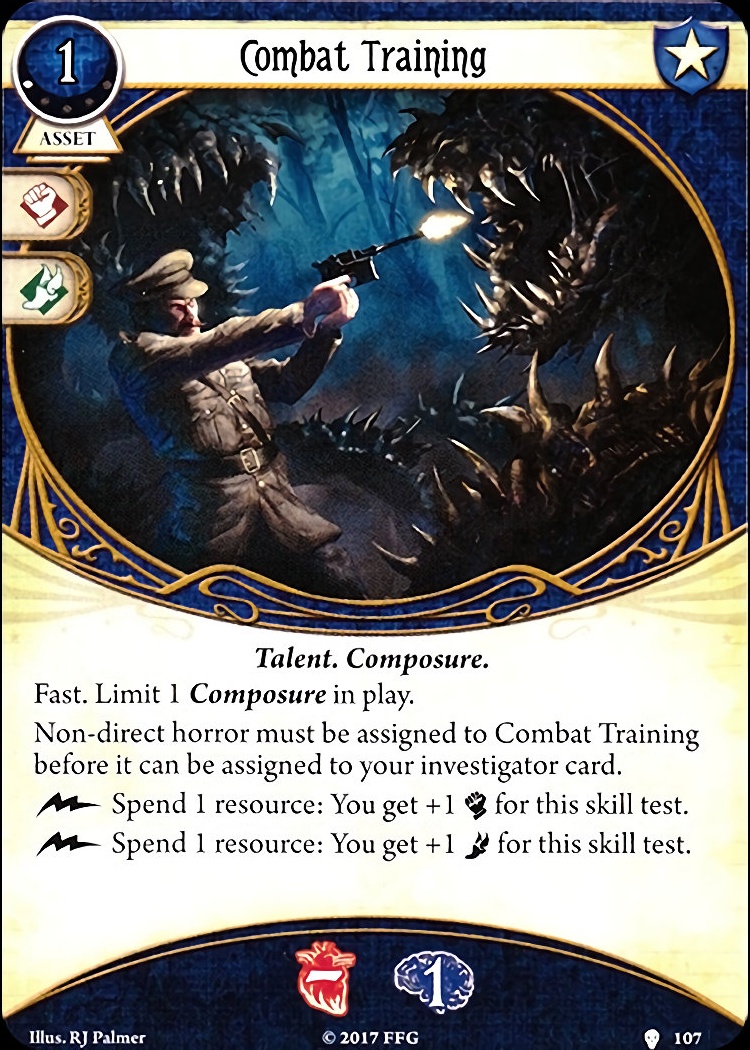 1
Combat Training
ASSET
Talent. Composure.
Fast. Limit 1 Composure in play.
Non-direct horror must be assigned to Combat Training
before it can be assigned to your investigator card.
Spend 1 resource: You get +1 for this skill test.
Spend 1 resource: You get +1 for this skill test.
– 1
Illus. RJ Palmer © 2017 FFG 107